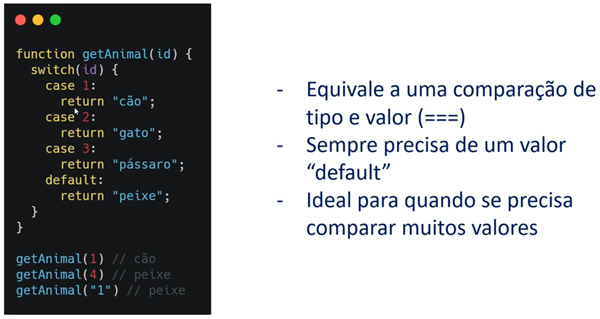 function getAnimal(id) {
  switch(id) {
    case 1:
      return "cão";
    case 2:
      return "gato";
    case 3:
      return "pássaro";
    default:
      return "peixe";
  }
}

getAnimal(1) // cão
getAnimal(4) // peixe
getAnimal("1") // peixe
- Equivale a uma comparação de
tipo e valor (===)
- Sempre precisa de um valor
“default”
- Ideal para quando se precisa
comparar muitos valores